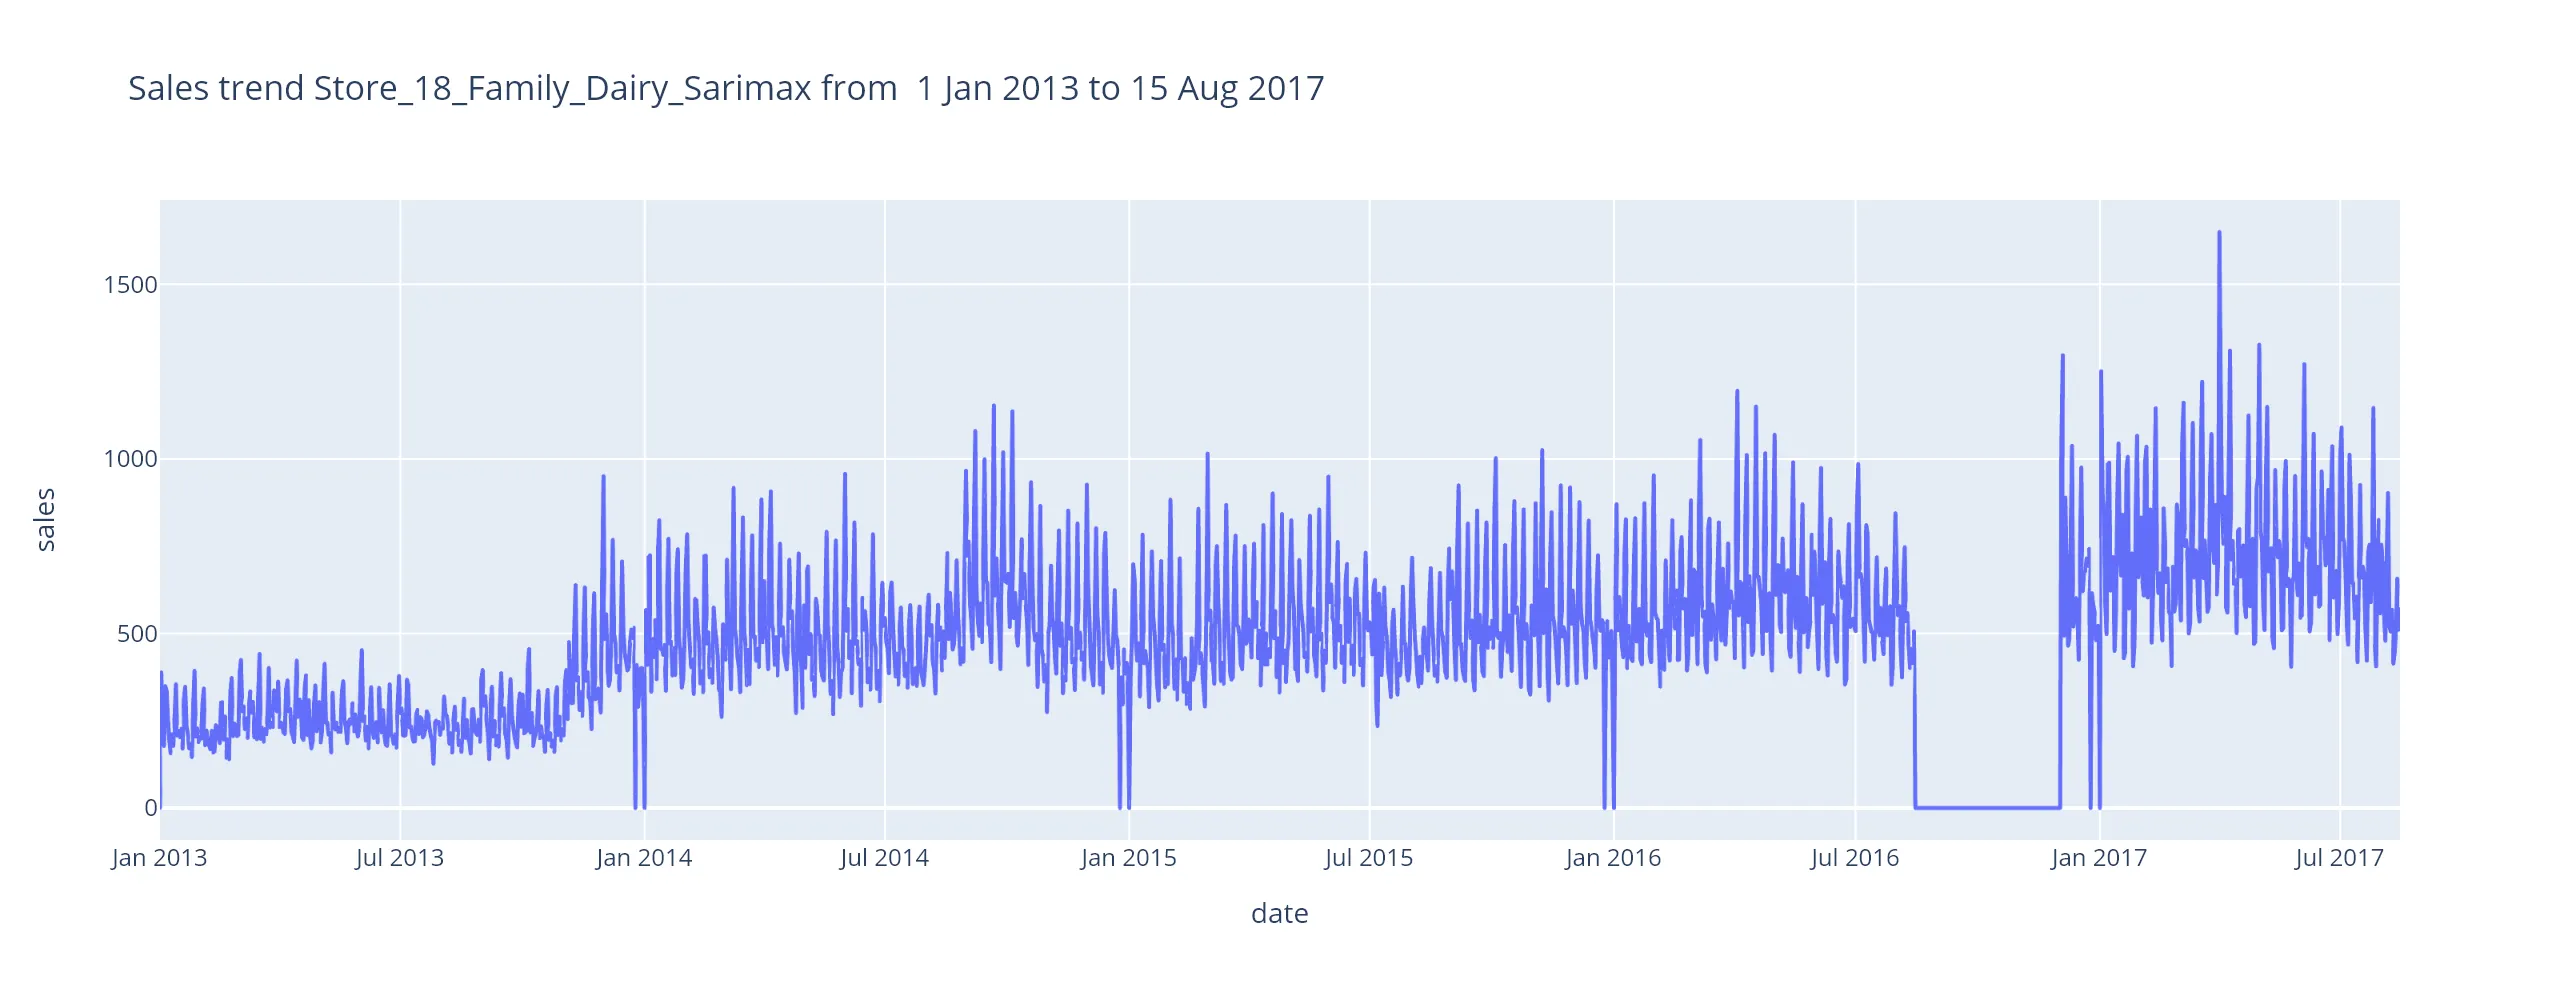 Sales trend Store_18_Family_Dairy_Sarimax from  1 Jan 2013 to 15 Aug 2017
1500
1000
500
0
sales
Jan 2013 Jul 2013 Jan 2014 Jul 2014 Jan 2015 Jul 2015 Jan 2016 Jul 2016 Jan 2017 Jul 2017
date